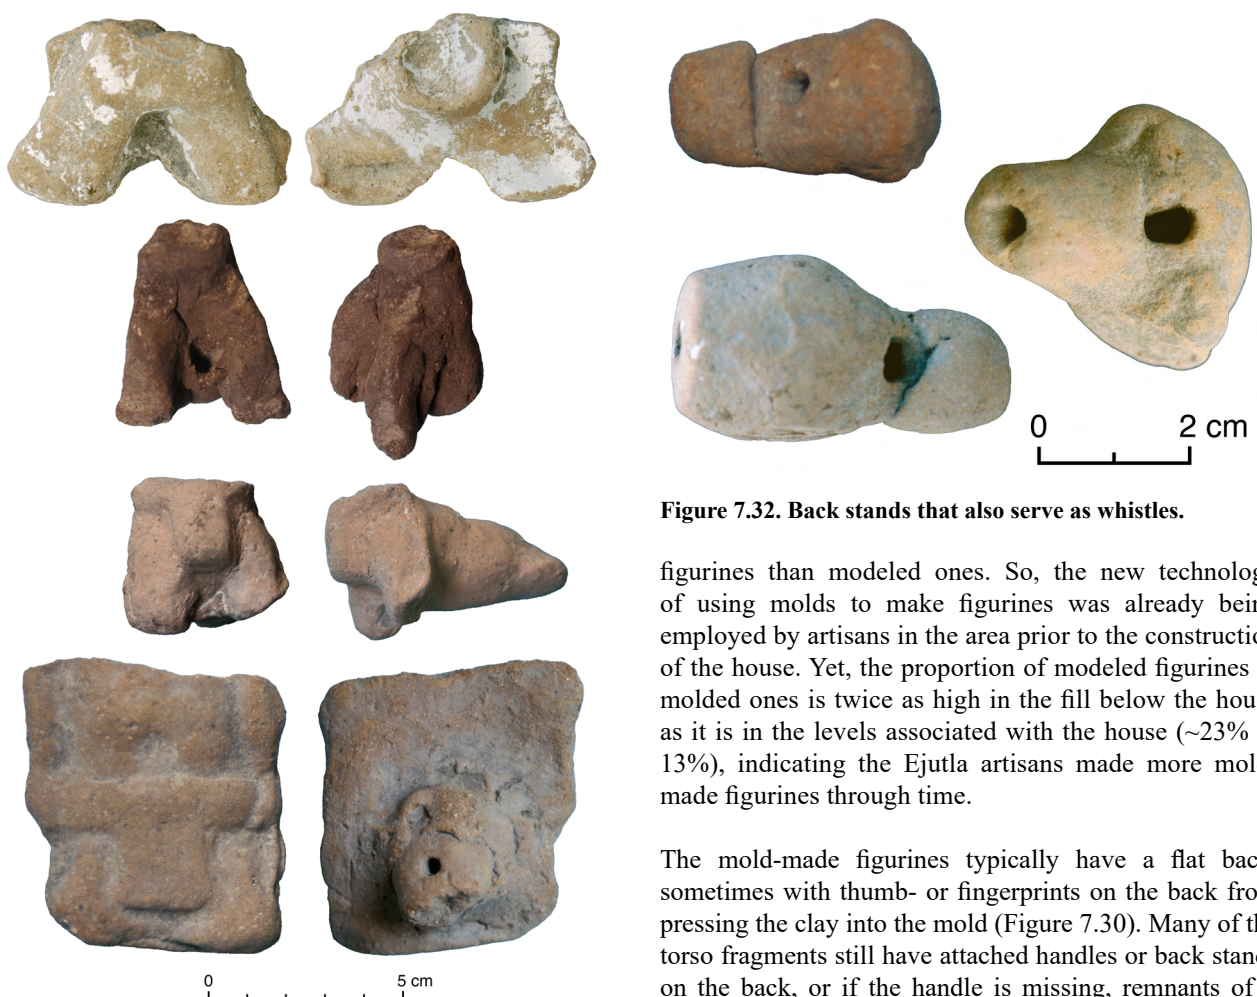 0 2 cm
Figure 7.32. Back stands that also serve as whistles.
figurines than modeled ones. So, the new technolog
of using molds to make figurines was already bein
employed by artisans in the area prior to the constructio
of the house. Yet, the proportion of modeled figurines
molded ones is twice as high in the fill below the hou
as it is in the levels associated with the house (~23%
13%), indicating the Ejutla artisans made more mol
made figurines through time.
The mold-made figurines typically have a flat bac
sometimes with thumb- or fingerprints on the back fro
pressing the clay into the mold (Figure 7.30). Many of th
torso fragments still have attached handles or back stan
on the back, or if the handle is missing, remnants of
0 5 cm